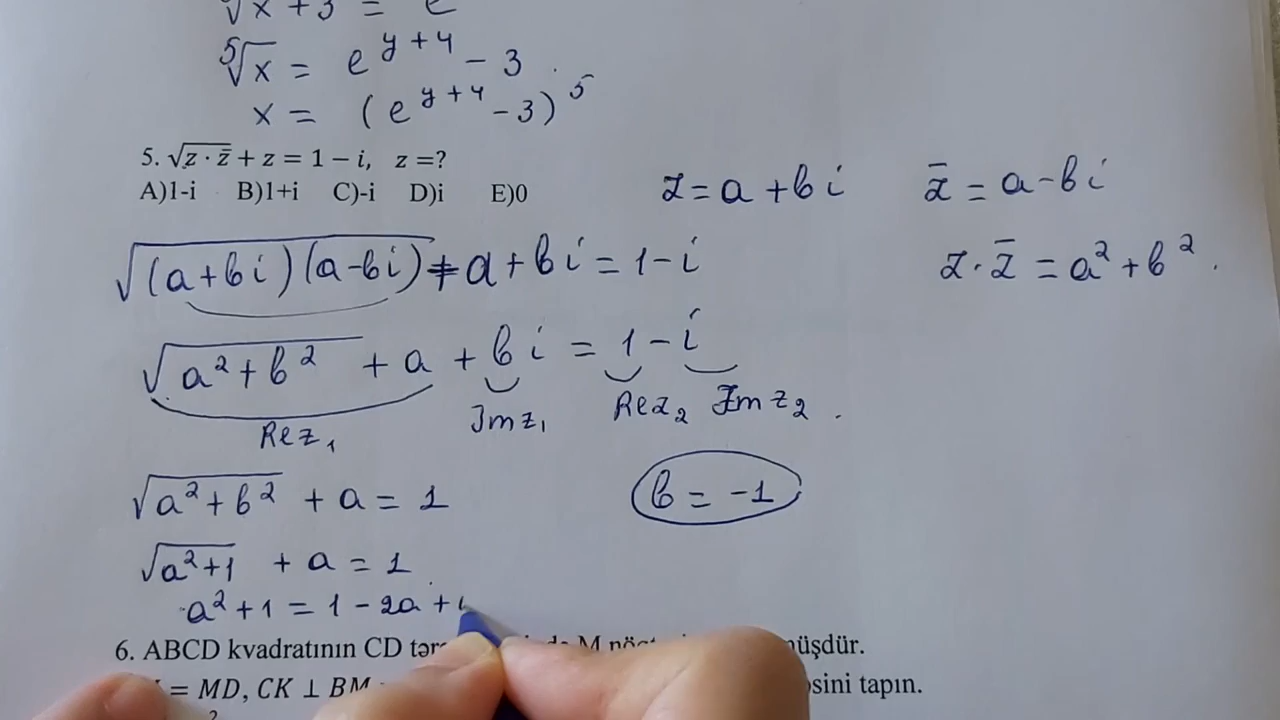 √x + 3 = e
⁵√x = e^(y+4) − 3
x = (e^(y+4) − 3)^5
5. √(z · z̄) + z = 1 − i, z =?
A)1-i B)1+i C)-i D)i E)0
z = a + bi z̄ = a − bi
√((a+bi)(a−bi)) + a + bi = 1 − i
z · z̄ = a² + b².
√(a² + b²) + a + bi = 1 − i
Re z₁ Im z₁ Re z₂ Im z₂.
√(a² + b²) + a = 1 b = −1
√(a² + 1) + a = 1
a² + 1 = 1 − 2a +
6. ABCD kvadratının CD M müşdür.
= MD, CK ⊥ BM sini tapın.